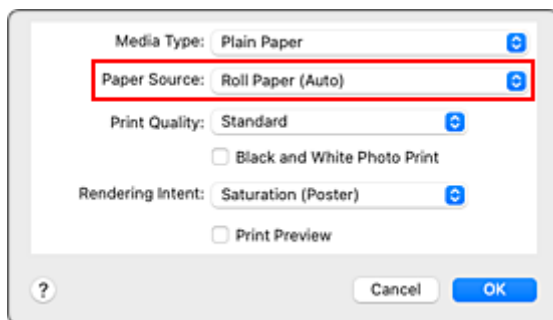 Media Type: Plain Paper
Paper Source: Roll Paper (Auto)
Print Quality: Standard
Black and White Photo Print
Rendering Intent: Saturation (Poster)
Print Preview
? Cancel OK